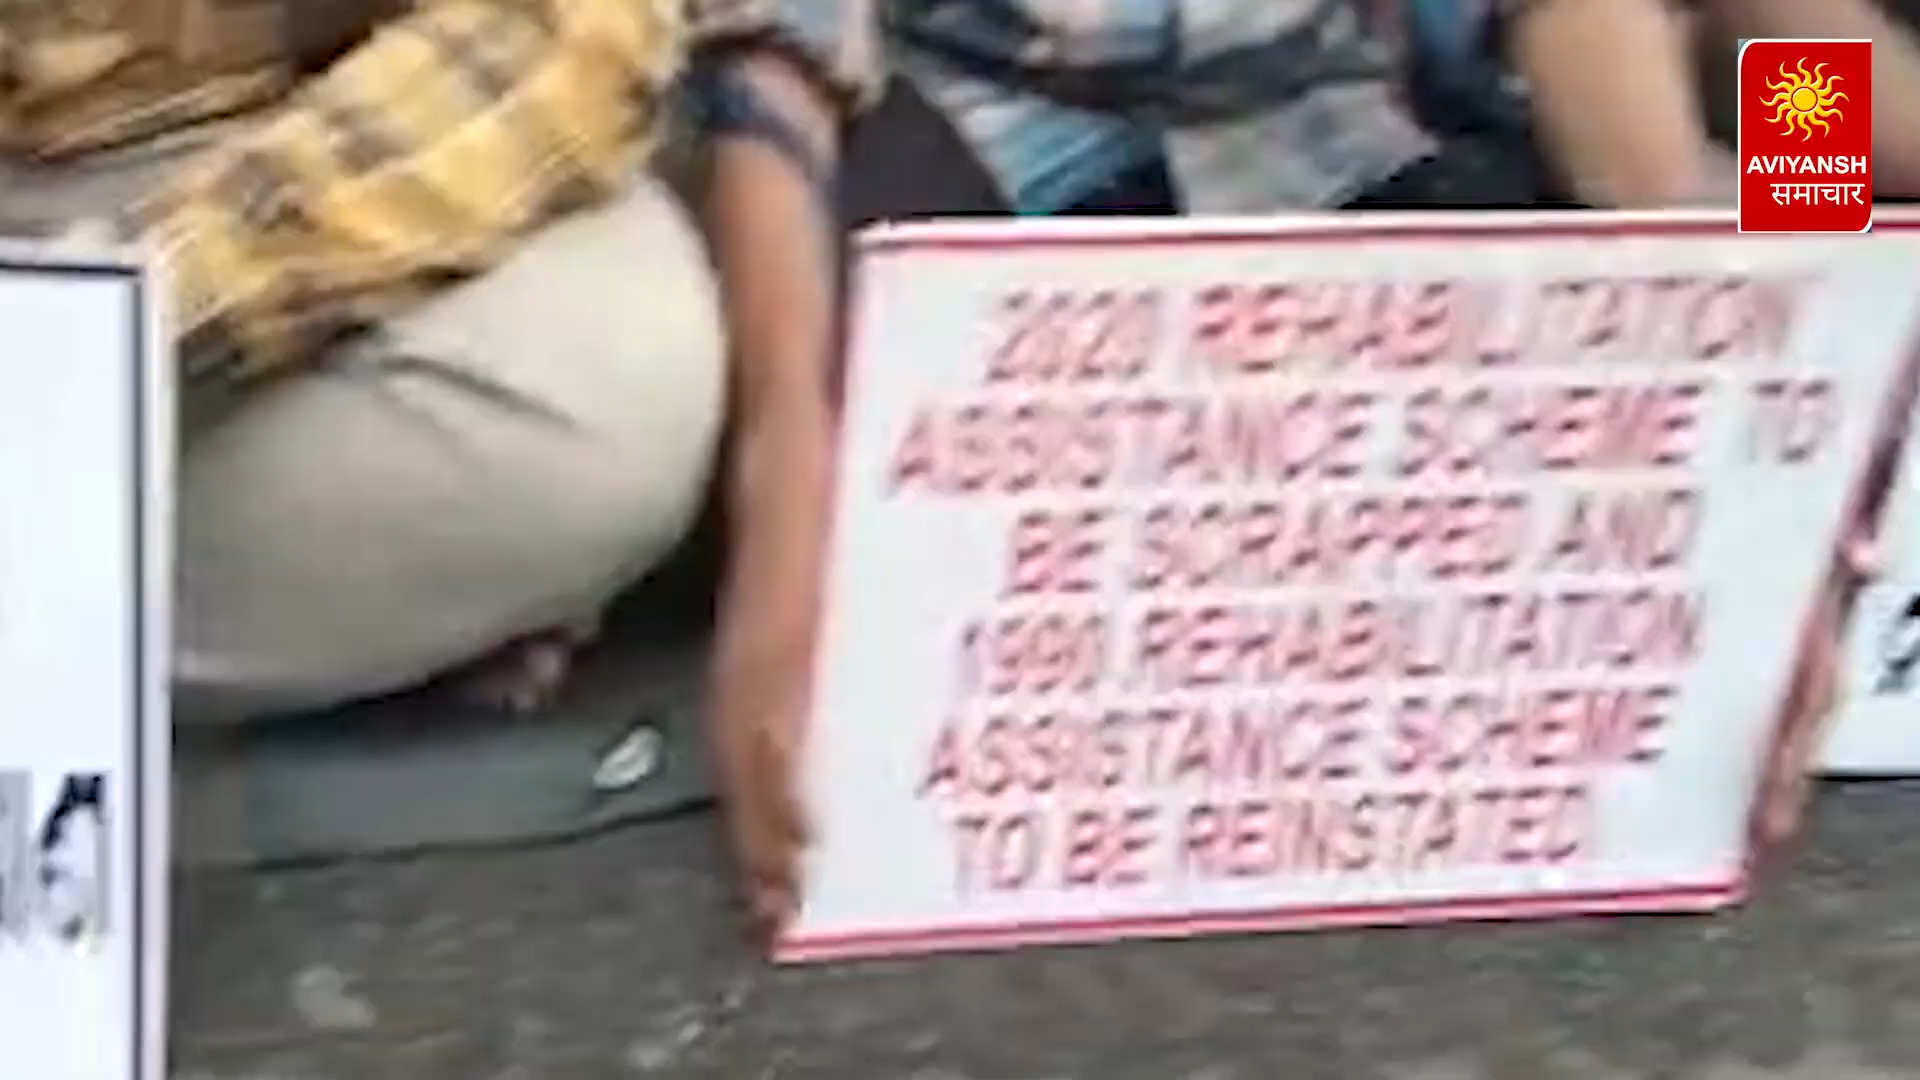 AVIYANSH
समाचार
2020 REHABILITATION
ASSISTANCE SCHEME TO
BE SCRAPPED AND
1990 REHABILITATION
ASSISTANCE SCHEME
TO BE REINSTATED